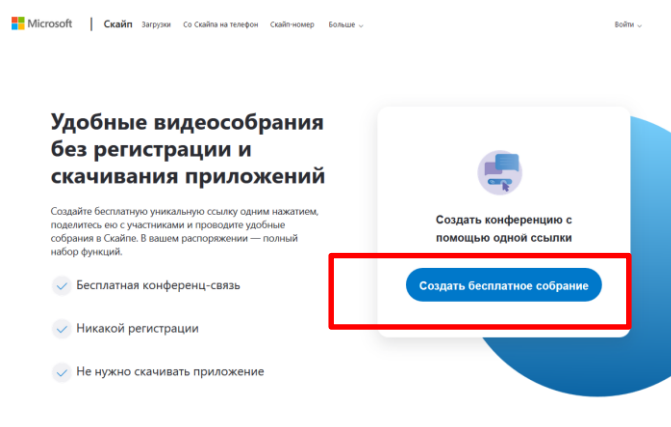 Microsoft | Скайп Загрузки Со Скайпа на телефон Скайп-номер Больше Войти
Удобные видеособрания
без регистрации и
скачивания приложений
Создайте бесплатную уникальную ссылку одним нажатием,
поделитесь ею с участниками и проводите удобные
собрания в Скайпе. В вашем распоряжении — полный
набор функций.
Бесплатная конференц-связь
Никакой регистрации
Не нужно скачивать приложение
Создать конференцию с
помощью одной ссылки
Создать бесплатное собрание